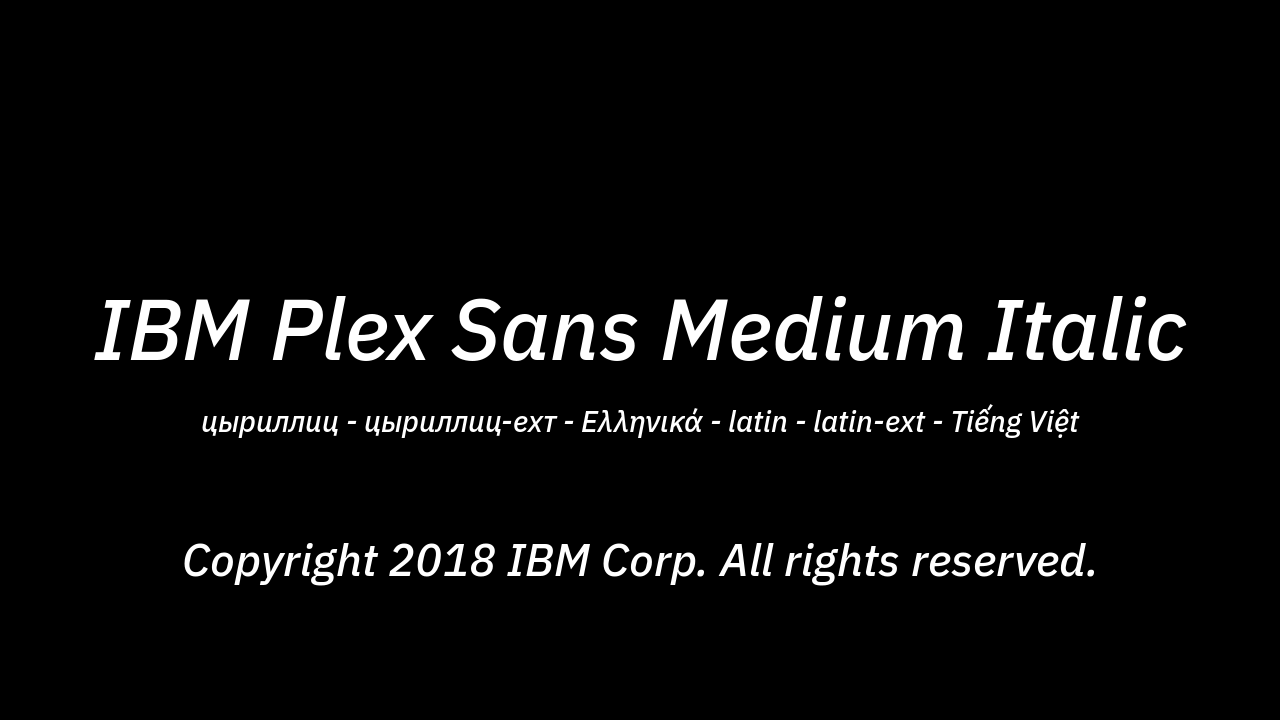 IBM Plex Sans Medium Italic
цыриллиц - цыриллиц-ехт - Ελληνικά - latin - latin-ext - Tiếng Việt
Copyright 2018 IBM Corp. All rights reserved.